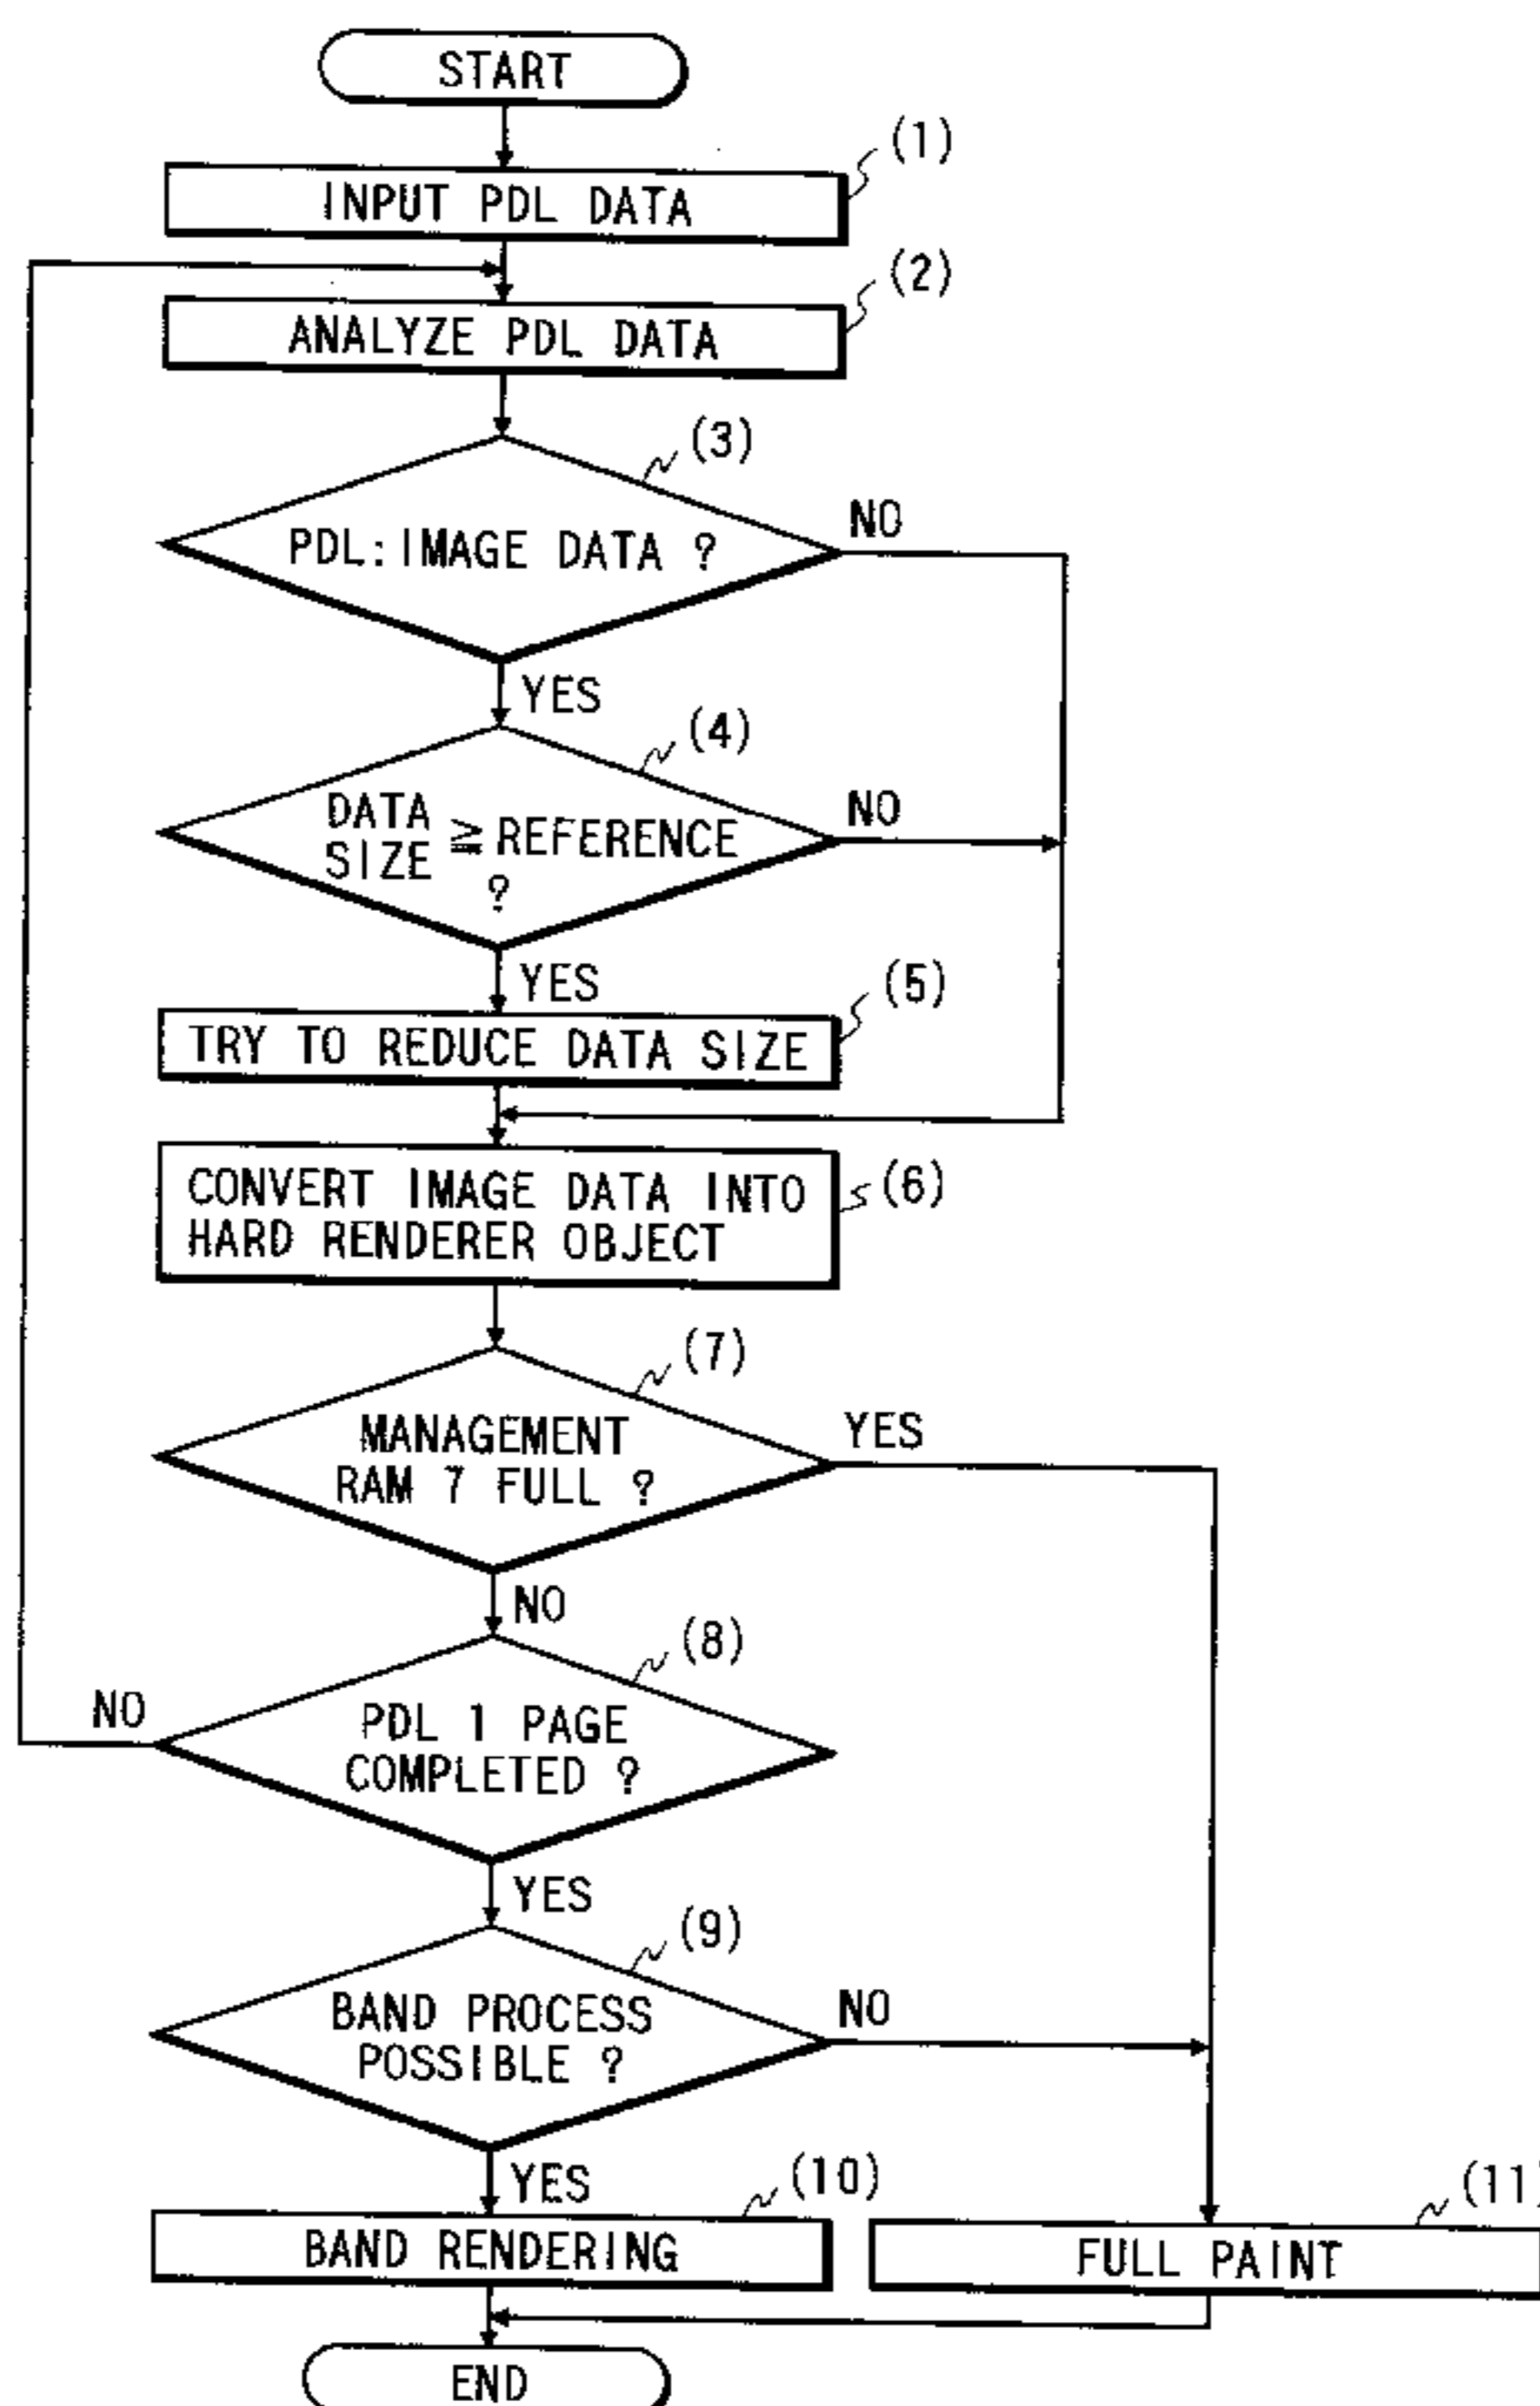 START
(1)
INPUT PDL DATA
(2)
ANALYZE PDL DATA
(3)
PDL:IMAGE DATA ?
NO
YES
(4)
DATA
SIZE ≧ REFERENCE
?
NO
YES
(5)
TRY TO REDUCE DATA SIZE
CONVERT IMAGE DATA INTO
HARD RENDERER OBJECT
(6)
(7)
MANAGEMENT
RAM 7 FULL ?
YES
NO
(8)
PDL 1 PAGE
COMPLETED ?
NO
YES
(9)
BAND PROCESS
POSSIBLE ?
NO
YES
(10)
BAND RENDERING
(11)
FULL PAINT
END